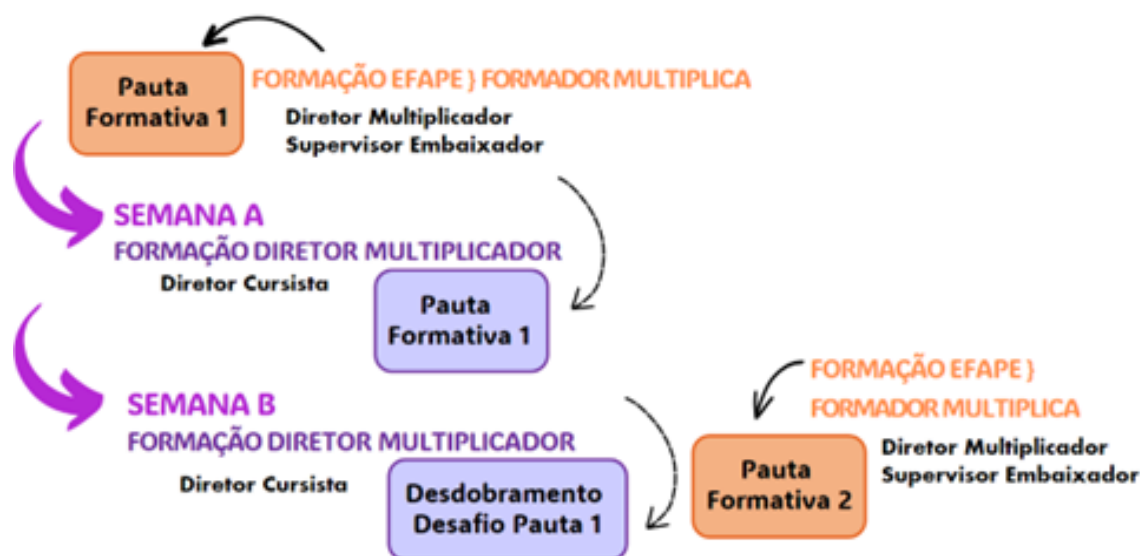 Pauta
Formativa 1
FORMAÇÃO EFAPE } FORMADOR MULTIPLICA
Diretor Multiplicador
Supervisor Embaixador
SEMANA A
FORMAÇÃO DIRETOR MULTIPLICADOR
Diretor Cursista
Pauta
Formativa 1
SEMANA B
FORMAÇÃO DIRETOR MULTIPLICADOR
Diretor Cursista
Desdobramento
Desafio Pauta 1
FORMAÇÃO EFAPE }
FORMADOR MULTIPLICA
Diretor Multiplicador
Supervisor Embaixador
Pauta
Formativa 2